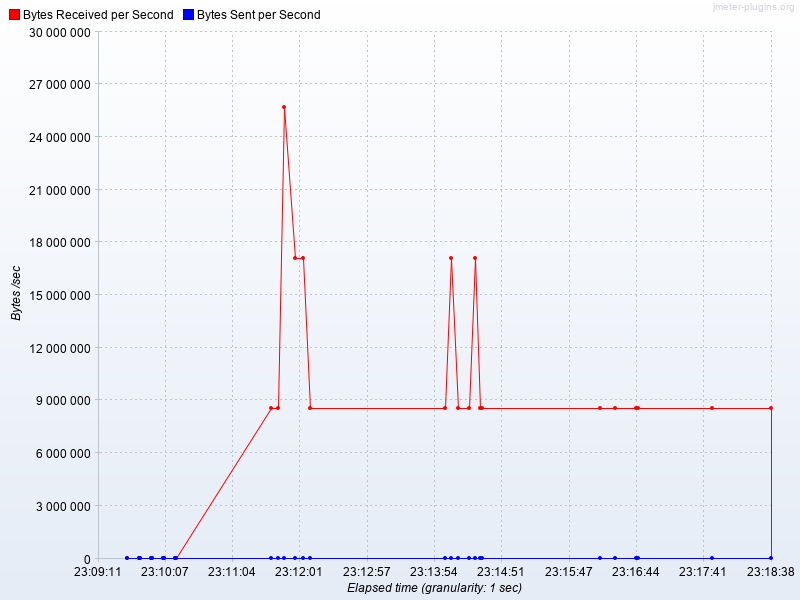 jmeter-plugins.org
Bytes Received per Second Bytes Sent per Second
30 000 000
27 000 000
24 000 000
21 000 000
18 000 000
15 000 000
12 000 000
9 000 000
6 000 000
3 000 000
0
Bytes /sec
23:09:11 23:10:07 23:11:04 23:12:01 23:12:57 23:13:54 23:14:51 23:15:47 23:16:44 23:17:41 23:18:38
Elapsed time (granularity: 1 sec)